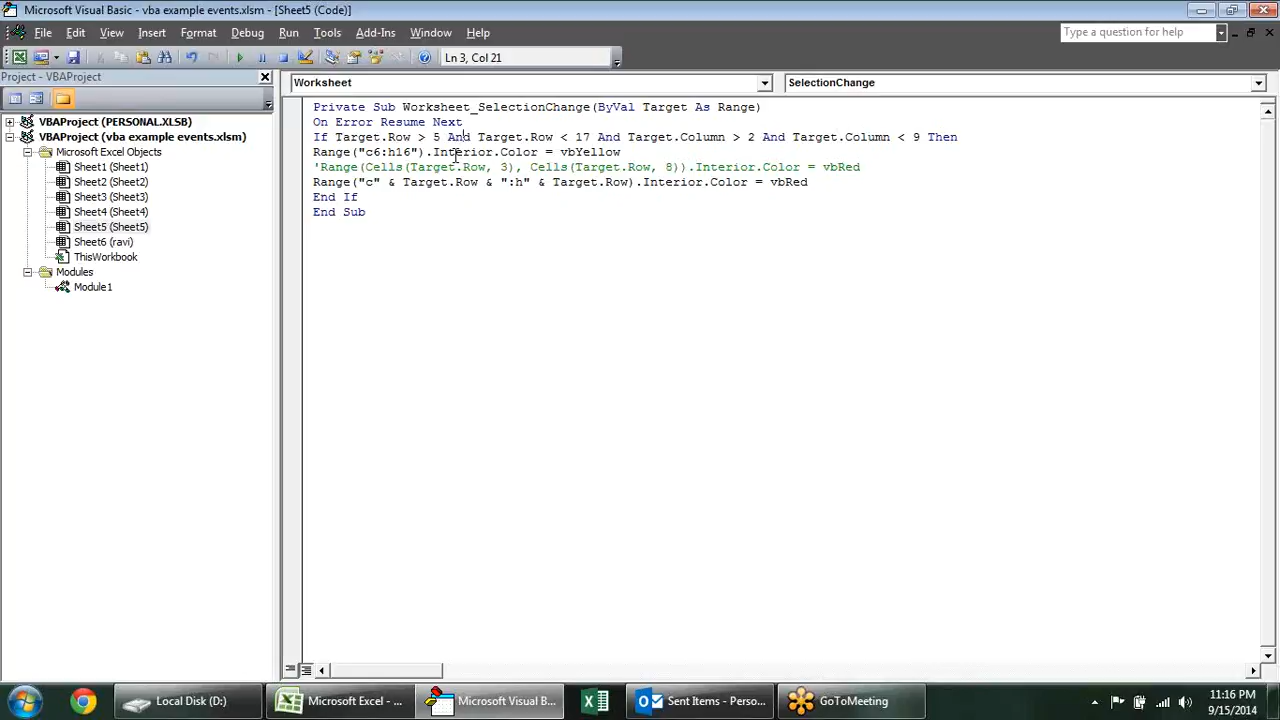 Microsoft Visual Basic - vba example events.xlsm - [Sheet5 (Code)]
File Edit View Insert Format Debug Run Tools Add-Ins Window Help
Type a question for help
Ln 3, Col 21
Project - VBAProject
VBAProject (PERSONAL.XLSB)
VBAProject (vba example events.xlsm)
Microsoft Excel Objects
Sheet1 (Sheet1)
Sheet2 (Sheet2)
Sheet3 (Sheet3)
Sheet4 (Sheet4)
Sheet5 (Sheet5)
Sheet6 (ravi)
ThisWorkbook
Modules
Module1
Worksheet
SelectionChange
Private Sub Worksheet_SelectionChange(ByVal Target As Range)
On Error Resume Next
If Target.Row > 5 And Target.Row < 17 And Target.Column > 2 And Target.Column < 9 Then
Range("c6:h16").Interior.Color = vbYellow
'Range(Cells(Target.Row, 3), Cells(Target.Row, 8)).Interior.Color = vbRed
Range("c" & Target.Row & ":h" & Target.Row).Interior.Color = vbRed
End If
End Sub
Local Disk (D:)
Microsoft Excel - ...
Microsoft Visual B...
Sent Items - Perso...
GoToMeeting
11:16 PM
9/15/2014